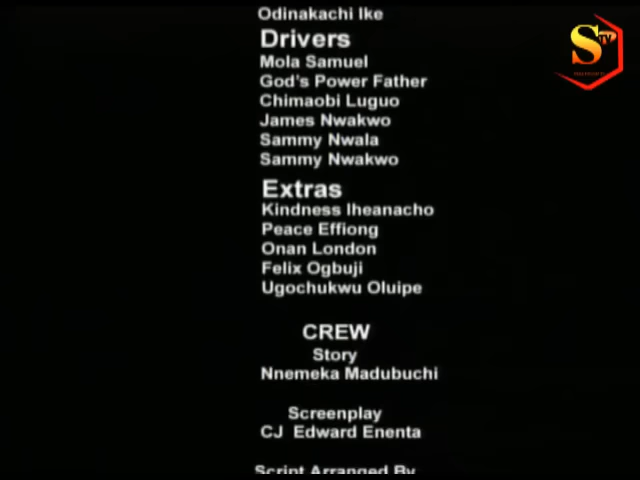 Odinakachi Ike
Drivers
Mola Samuel
God's Power Father
Chimaobi Luguo
James Nwakwo
Sammy Nwala
Sammy Nwakwo
Extras
Kindness Iheanacho
Peace Effiong
Onan London
Felix Ogbuji
Ugochukwu Oluipe
CREW
Story
Nnemeka Madubuchi
Screenplay
CJ Edward Enenta
Script Arranged By
S TV